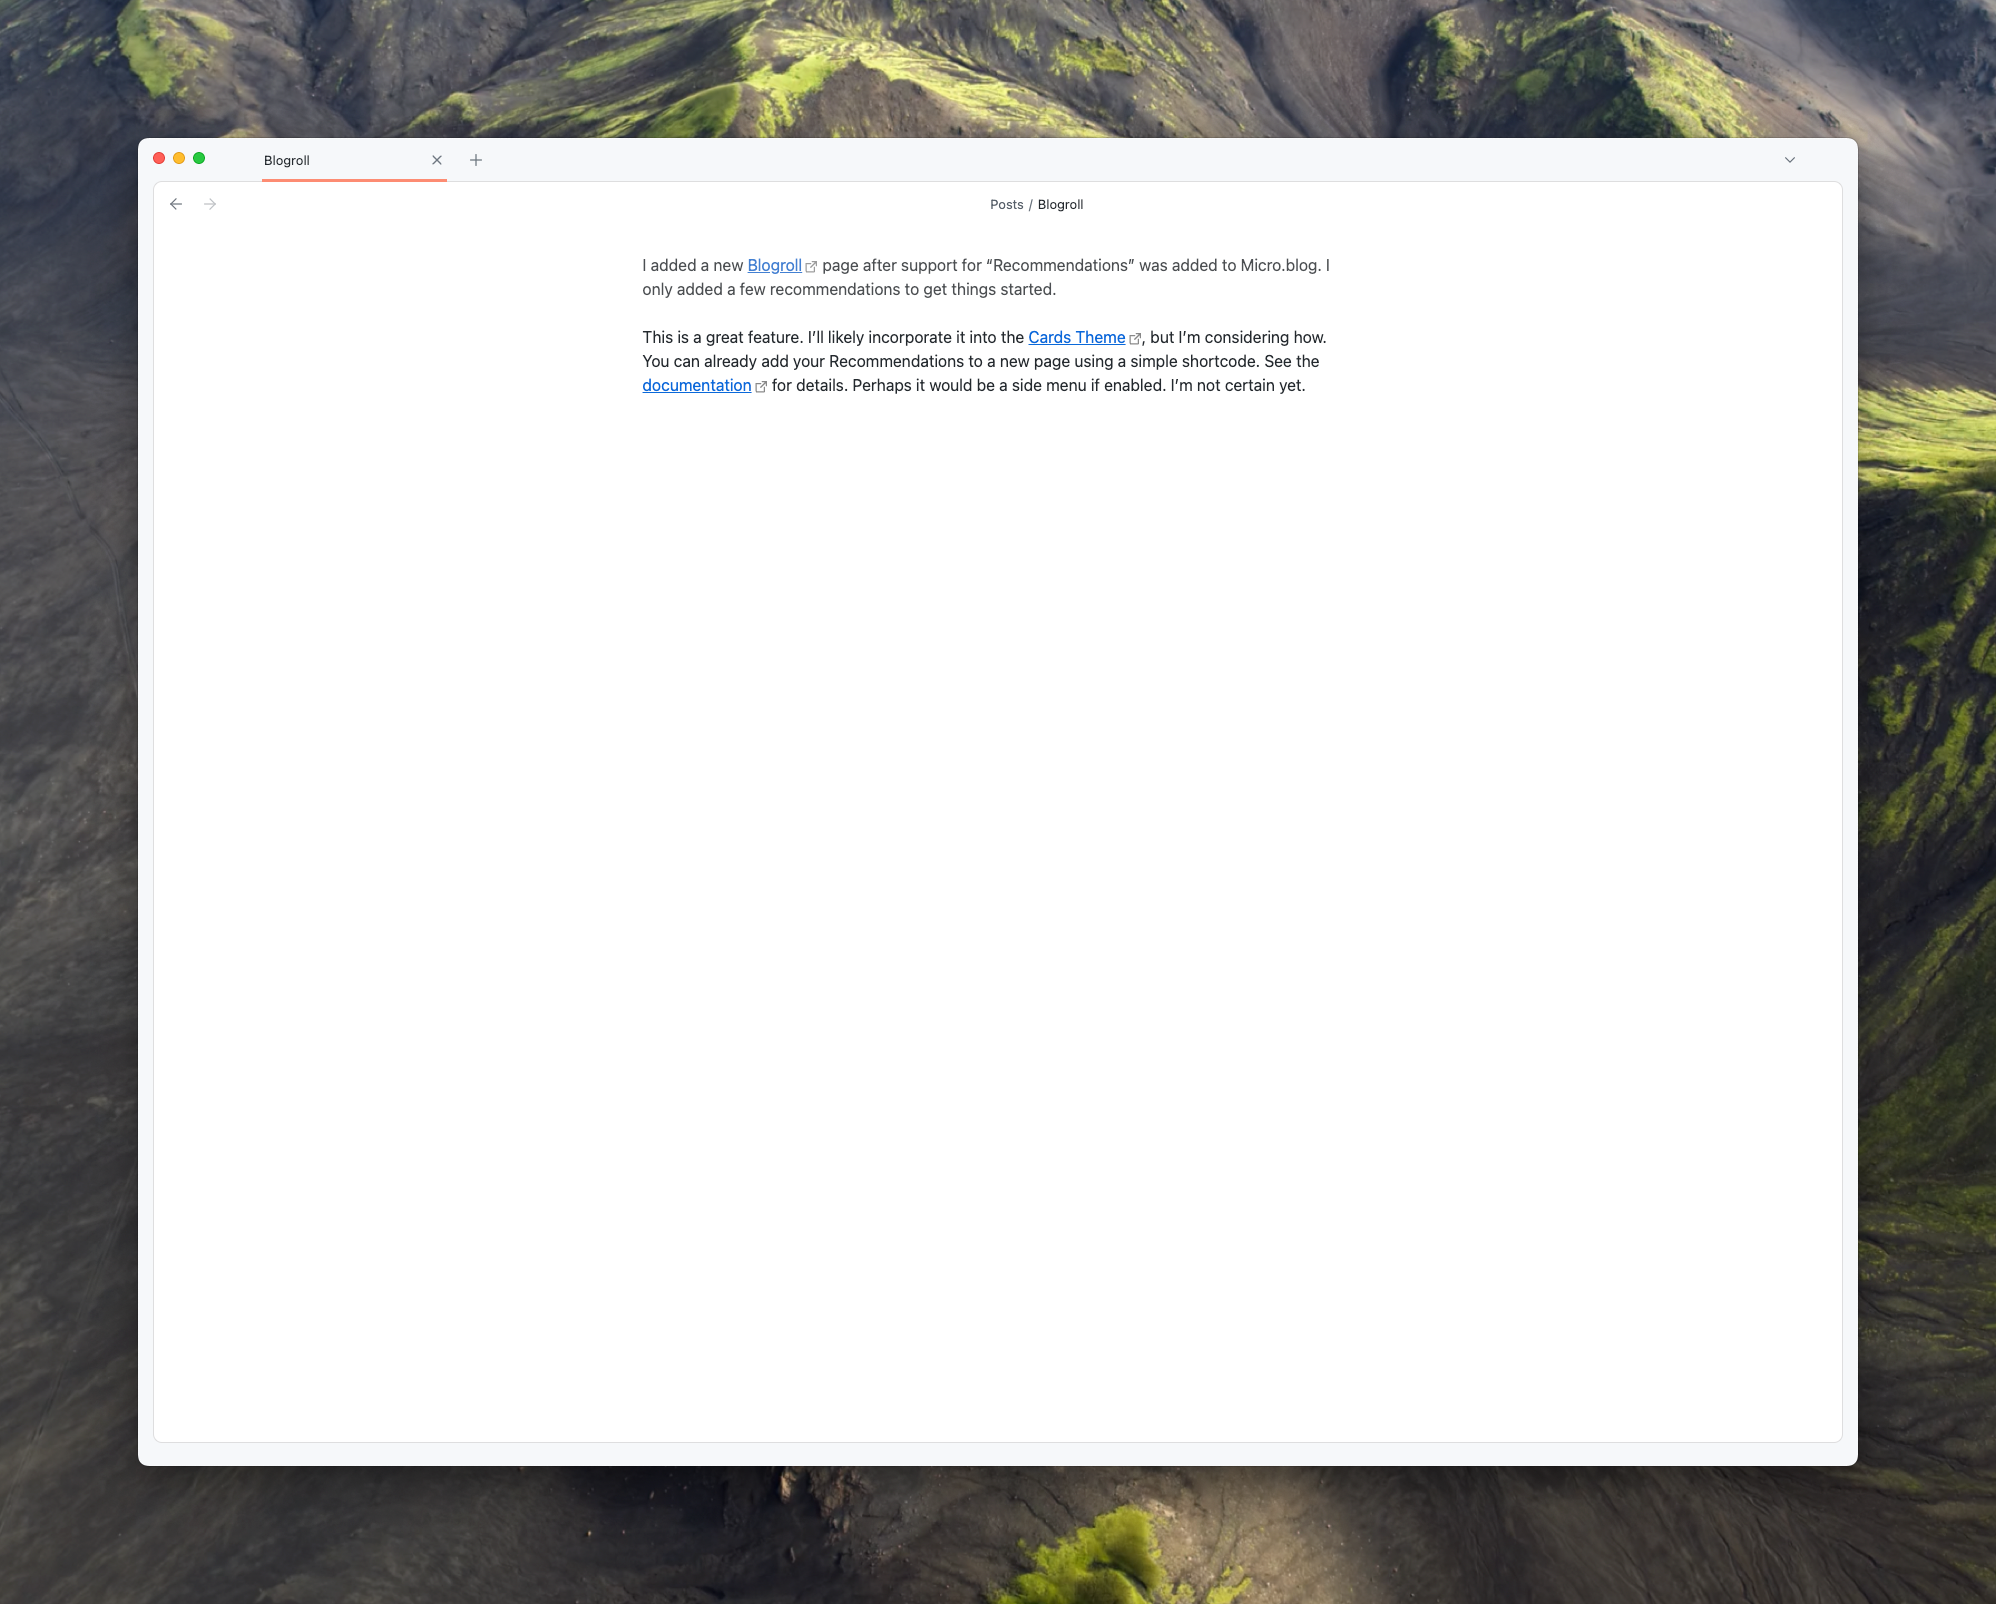 Blogroll
Posts / Blogroll
I added a new Blogroll page after support for “Recommendations” was added to Micro.blog. I
only added a few recommendations to get things started.
This is a great feature. I’ll likely incorporate it into the Cards Theme, but I’m considering how.
You can already add your Recommendations to a new page using a simple shortcode. See the
documentation for details. Perhaps it would be a side menu if enabled. I’m not certain yet.